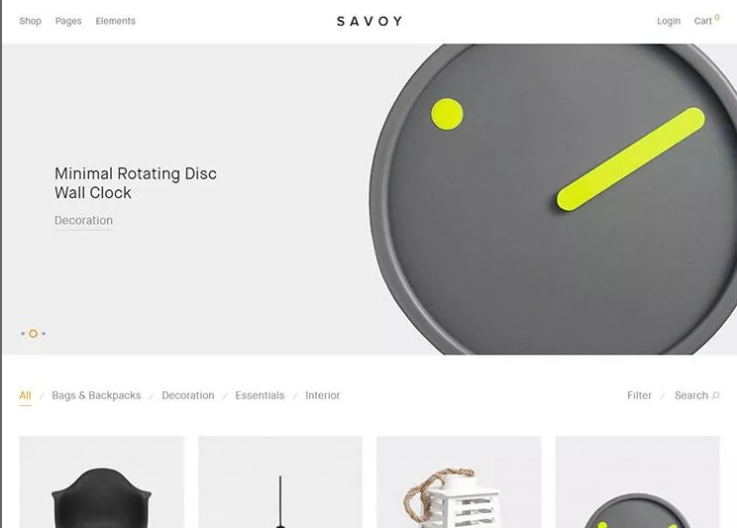 Shop Pages Elements
SAVOY
Login Cart 0
Minimal Rotating Disc
Wall Clock
Decoration
All / Bags & Backpacks / Decoration / Essentials / Interior
Filter / Search